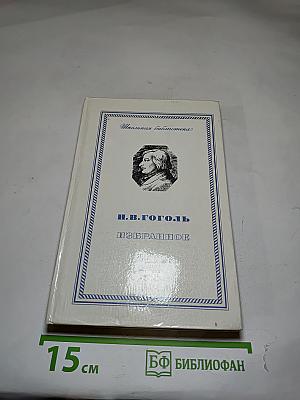 Школьная библиотека
Н.В.ГОГОЛЬ
ИЗБРАННОЕ
15 см
БФ БИБЛИОФАН